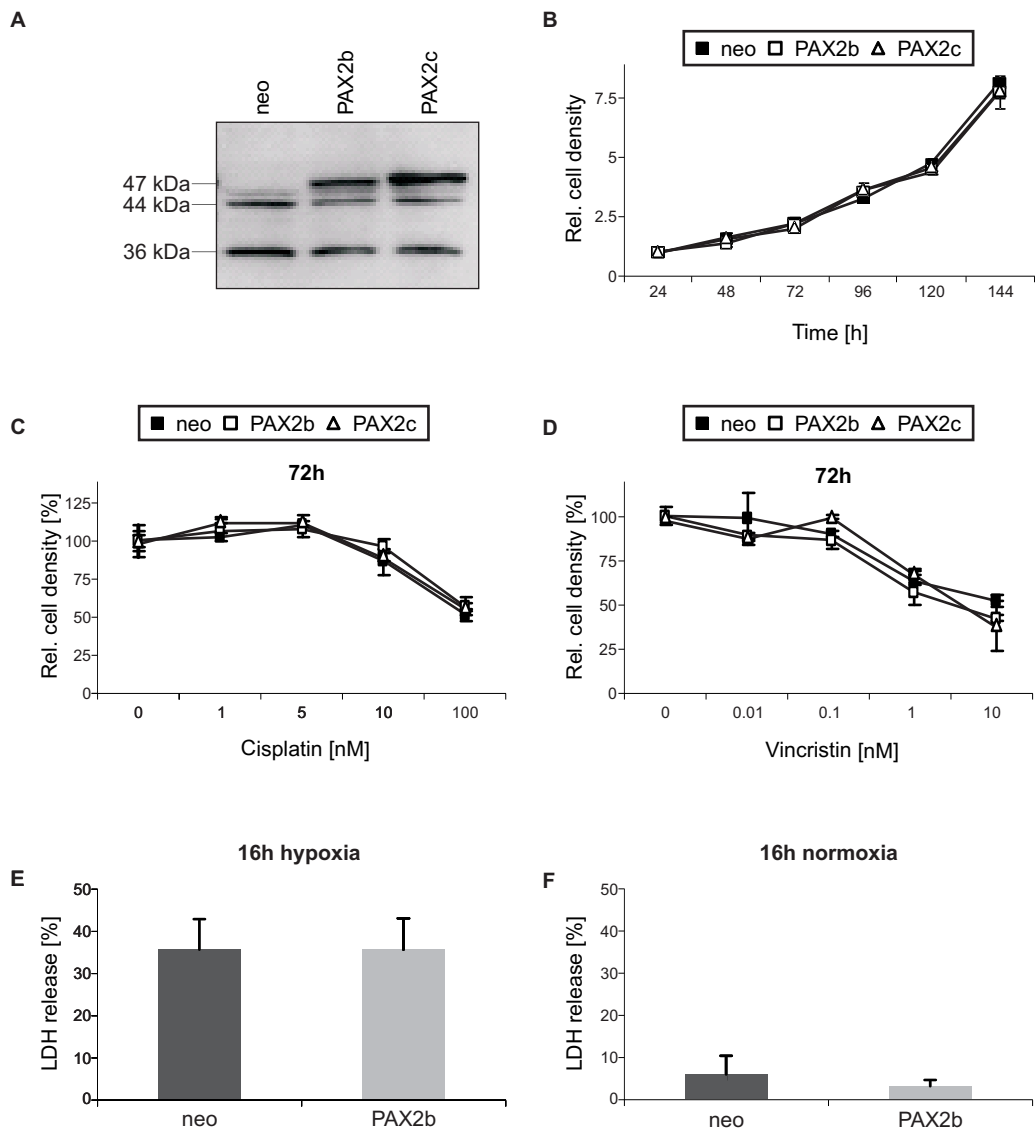 A
neo
PAX2b
PAX2c
47 kDa
44 kDa
36 kDa
B
neo PAX2b PAX2c
Rel. cell density
7.5
5
2.5
0
24 48 72 96 120 144
Time [h]
C
neo PAX2b PAX2c
72h
Rel. cell density [%]
125
100
75
50
25
0
0 1 5 10 100
Cisplatin [nM]
D
neo PAX2b PAX2c
72h
Rel. cell density [%]
100
75
50
25
0
0 0.01 0.1 1 10
Vincristin [nM]
16h hypoxia
E
LDH release [%]
50
40
30
20
10
0
neo PAX2b
16h normoxia
F
LDH release [%]
50
40
30
20
10
0
neo PAX2b